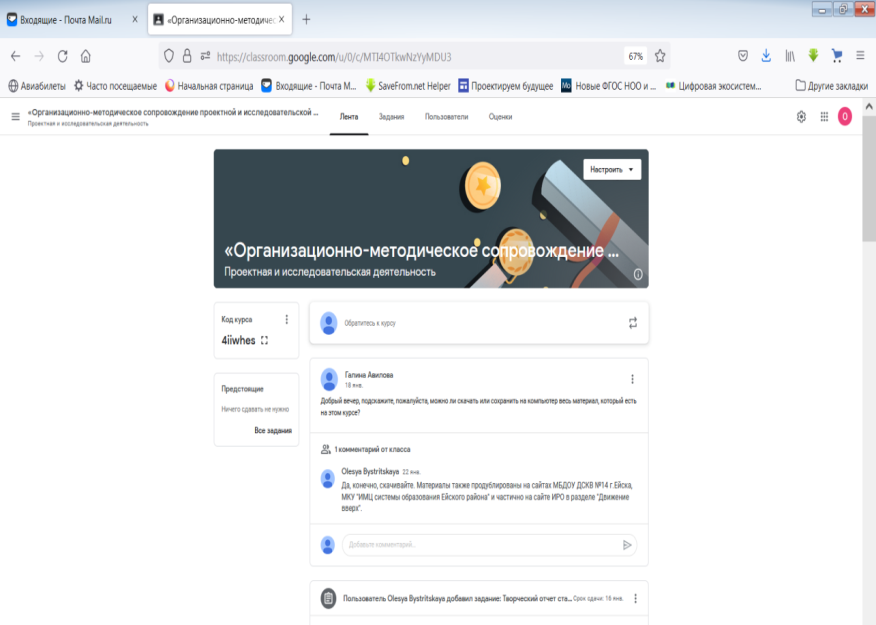 Входящие - Почта Mail.ru
«Организационно-методичес
https://classroom.google.com/u/0/c/MTI4OTkwNzYyMDU3
67%
Авиабилеты Часто посещаемые Начальная страница Входящие - Почта М... SaveFrom.net Helper Проектируем будущее Новые ФГОС НОО и ... Цифровая экосистем... Другие закладки
«Организационно-методическое сопровождение проектной и исследовательской ...
Проектная и исследовательская деятельность
Лента Задания Пользователи Оценки
O
Настроить
«Организационно-методическое сопровождение ...
Проектная и исследовательская деятельность
Код курса
4iiwhes
Предстоящие
Ничего сдавать не нужно
Все задания
Обратитесь к курсу
Галина Авилова
18 янв.
Добрый вечер, подскажите, пожалуйста, можно ли скачать или сохранить на компьютер весь материал, который есть
на этом курсе?
1 комментарий от класса
Olesya Bystritskaya 22 янв.
Да, конечно, скачивайте. Материалы также продублированы на сайтах МБДОУ ДСКВ №14 г.Ейска,
МКУ "ИМЦ системы образования Ейского района" и частично на сайте ИРО в разделе "Движение
вверх".
Добавьте комментарий...
Пользователь Olesya Bystritskaya добавил задание: Творческий отчет ста... Срок сдачи: 16 янв.